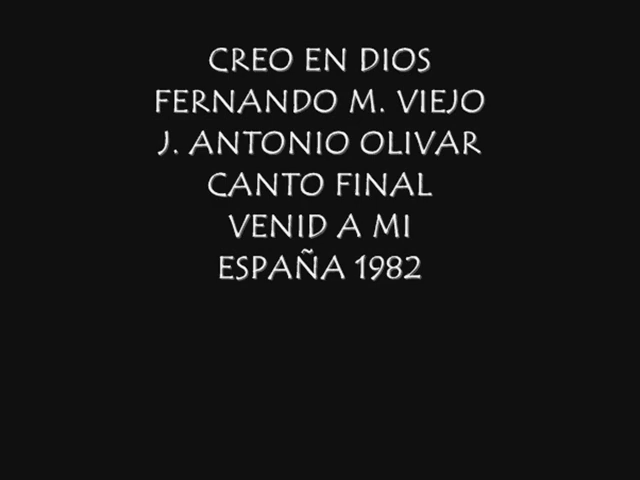 CREO EN DIOS
FERNANDO M. VIEJO
J. ANTONIO OLIVAR
CANTO FINAL
VENID A MI
ESPAÑA 1982